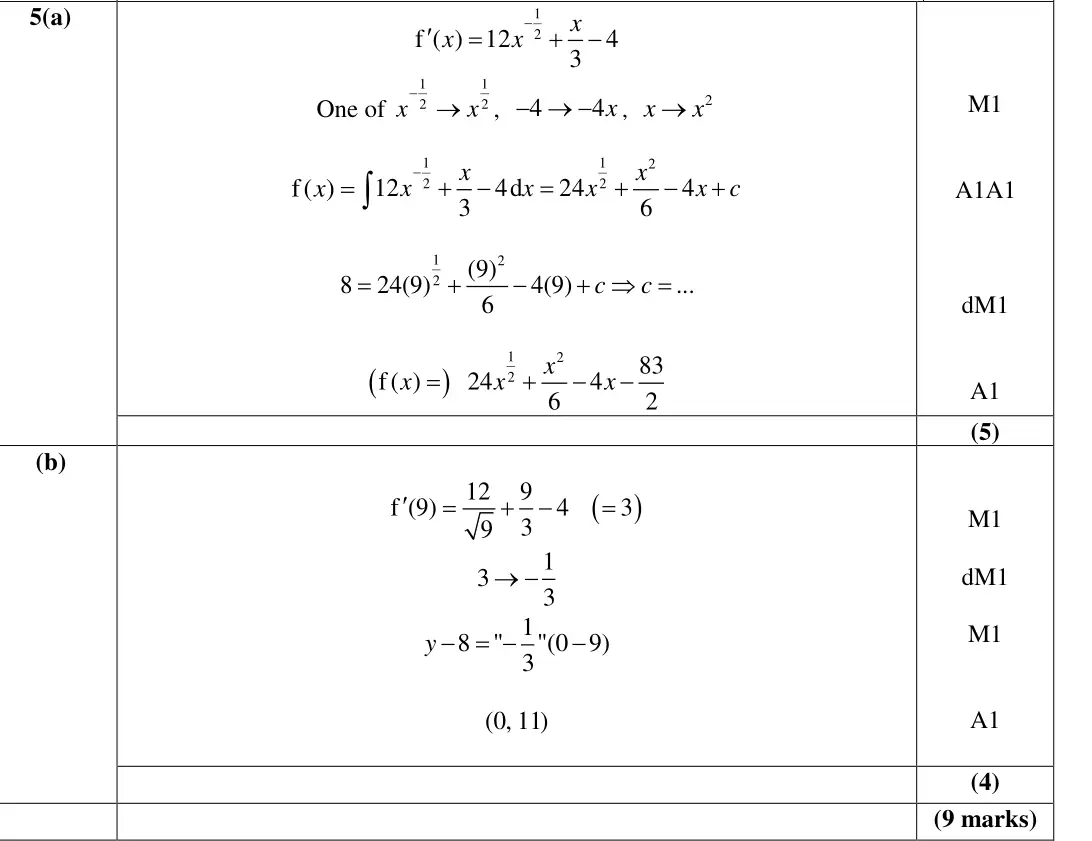 5(a)
f′(x) = 12x^{-1/2} + x/3 − 4
One of x^{-1/2} → x^{1/2}, −4 → −4x, x → x² M1
f(x) = ∫12x^{-1/2} + x/3 − 4dx = 24x^{1/2} + x²/6 − 4x + c A1A1
8 = 24(9)^{1/2} + (9)²/6 − 4(9) + c ⇒ c = ... dM1
(f(x) =) 24x^{1/2} + x²/6 − 4x − 83/2 A1
(5)
(b)
f′(9) = 12/√9 + 9/3 − 4 (= 3) M1
3 → −1/3 dM1
y − 8 = "−1/3"(0 − 9) M1
(0, 11) A1
(4)
(9 marks)